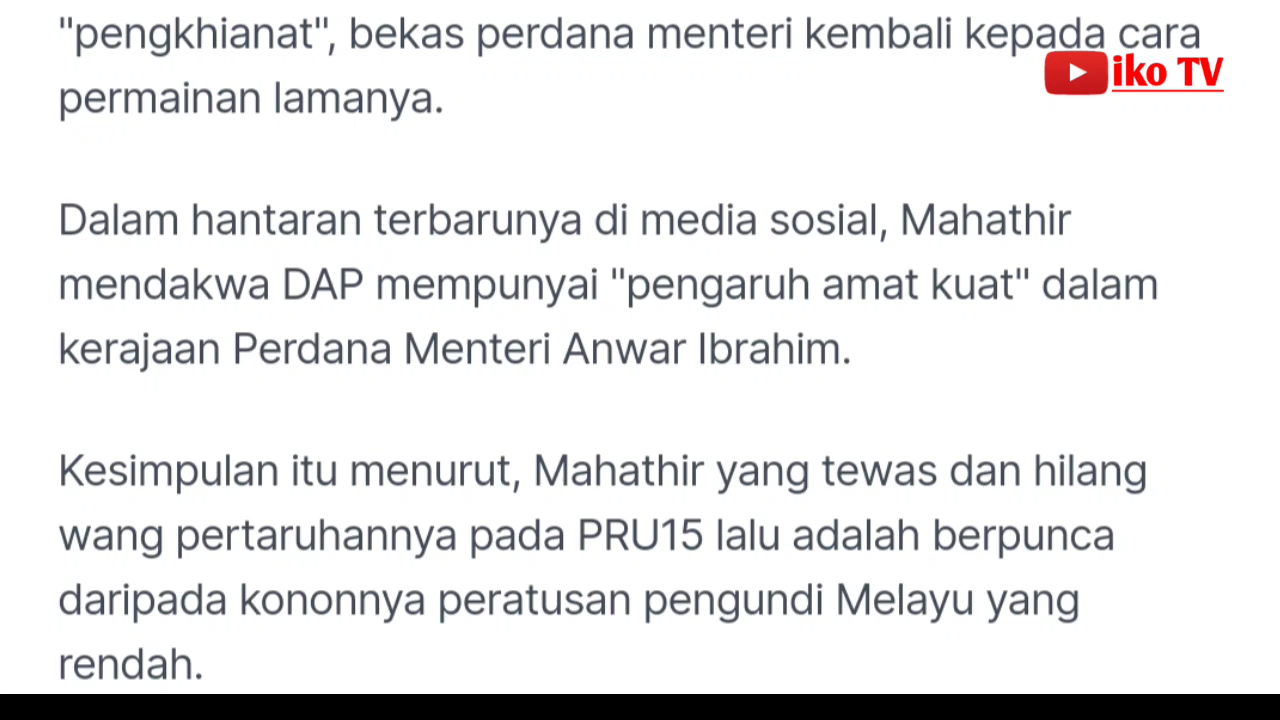 "pengkhianat", bekas perdana menteri kembali kepada cara
iko TV
permainan lamanya.
Dalam hantaran terbarunya di media sosial, Mahathir
mendakwa DAP mempunyai "pengaruh amat kuat" dalam
kerajaan Perdana Menteri Anwar Ibrahim.
Kesimpulan itu menurut, Mahathir yang tewas dan hilang
wang pertaruhannya pada PRU15 lalu adalah berpunca
daripada kononnya peratusan pengundi Melayu yang
rendah.